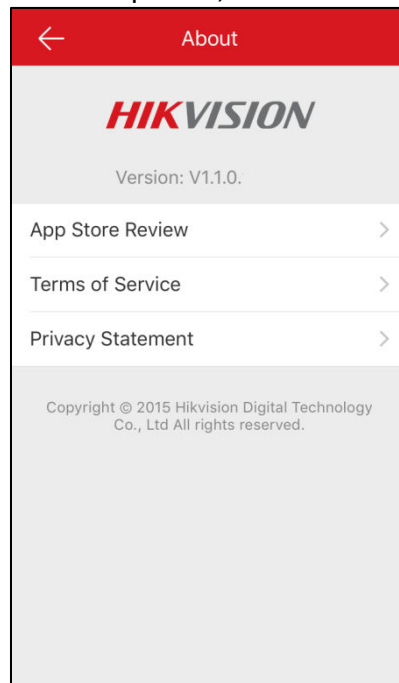 About
HIKVISION
Version: V1.1.0.
App Store Review
Terms of Service
Privacy Statement
Copyright © 2015 Hikvision Digital Technology
Co., Ltd All rights reserved.